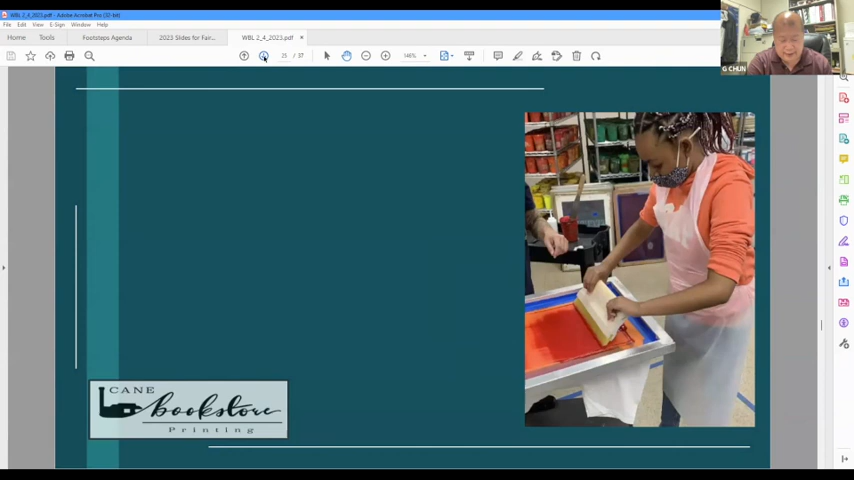 WBL 2_4_2023.pdf - Adobe Acrobat Pro (32-bit)
File Edit View E-Sign Window Help
Home Tools Footsteps Agenda 2023 Slides for Fair... WBL 2_4_2023.pdf ×
25 / 37 146%
G CHUN
CANE
bookstore
Printing